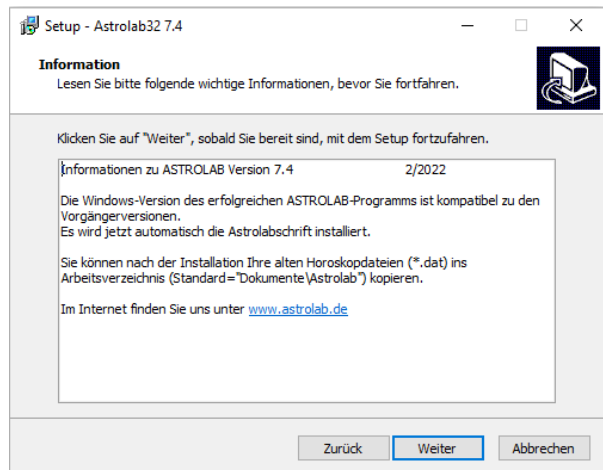 Setup - Astrolab32 7.4
Information
Lesen Sie bitte folgende wichtige Informationen, bevor Sie fortfahren.
Klicken Sie auf "Weiter", sobald Sie bereit sind, mit dem Setup fortzufahren.
Informationen zu ASTROLAB Version 7.4 2/2022
Die Windows-Version des erfolgreichen ASTROLAB-Programms ist kompatibel zu den
Vorgängerversionen.
Es wird jetzt automatisch die Astrolabschrift installiert.
Sie können nach der Installation Ihre alten Horoskopdateien (*.dat) ins
Arbeitsverzeichnis (Standard="Dokumente\Astrolab") kopieren.
Im Internet finden Sie uns unter www.astrolab.de
Zurück Weiter Abbrechen